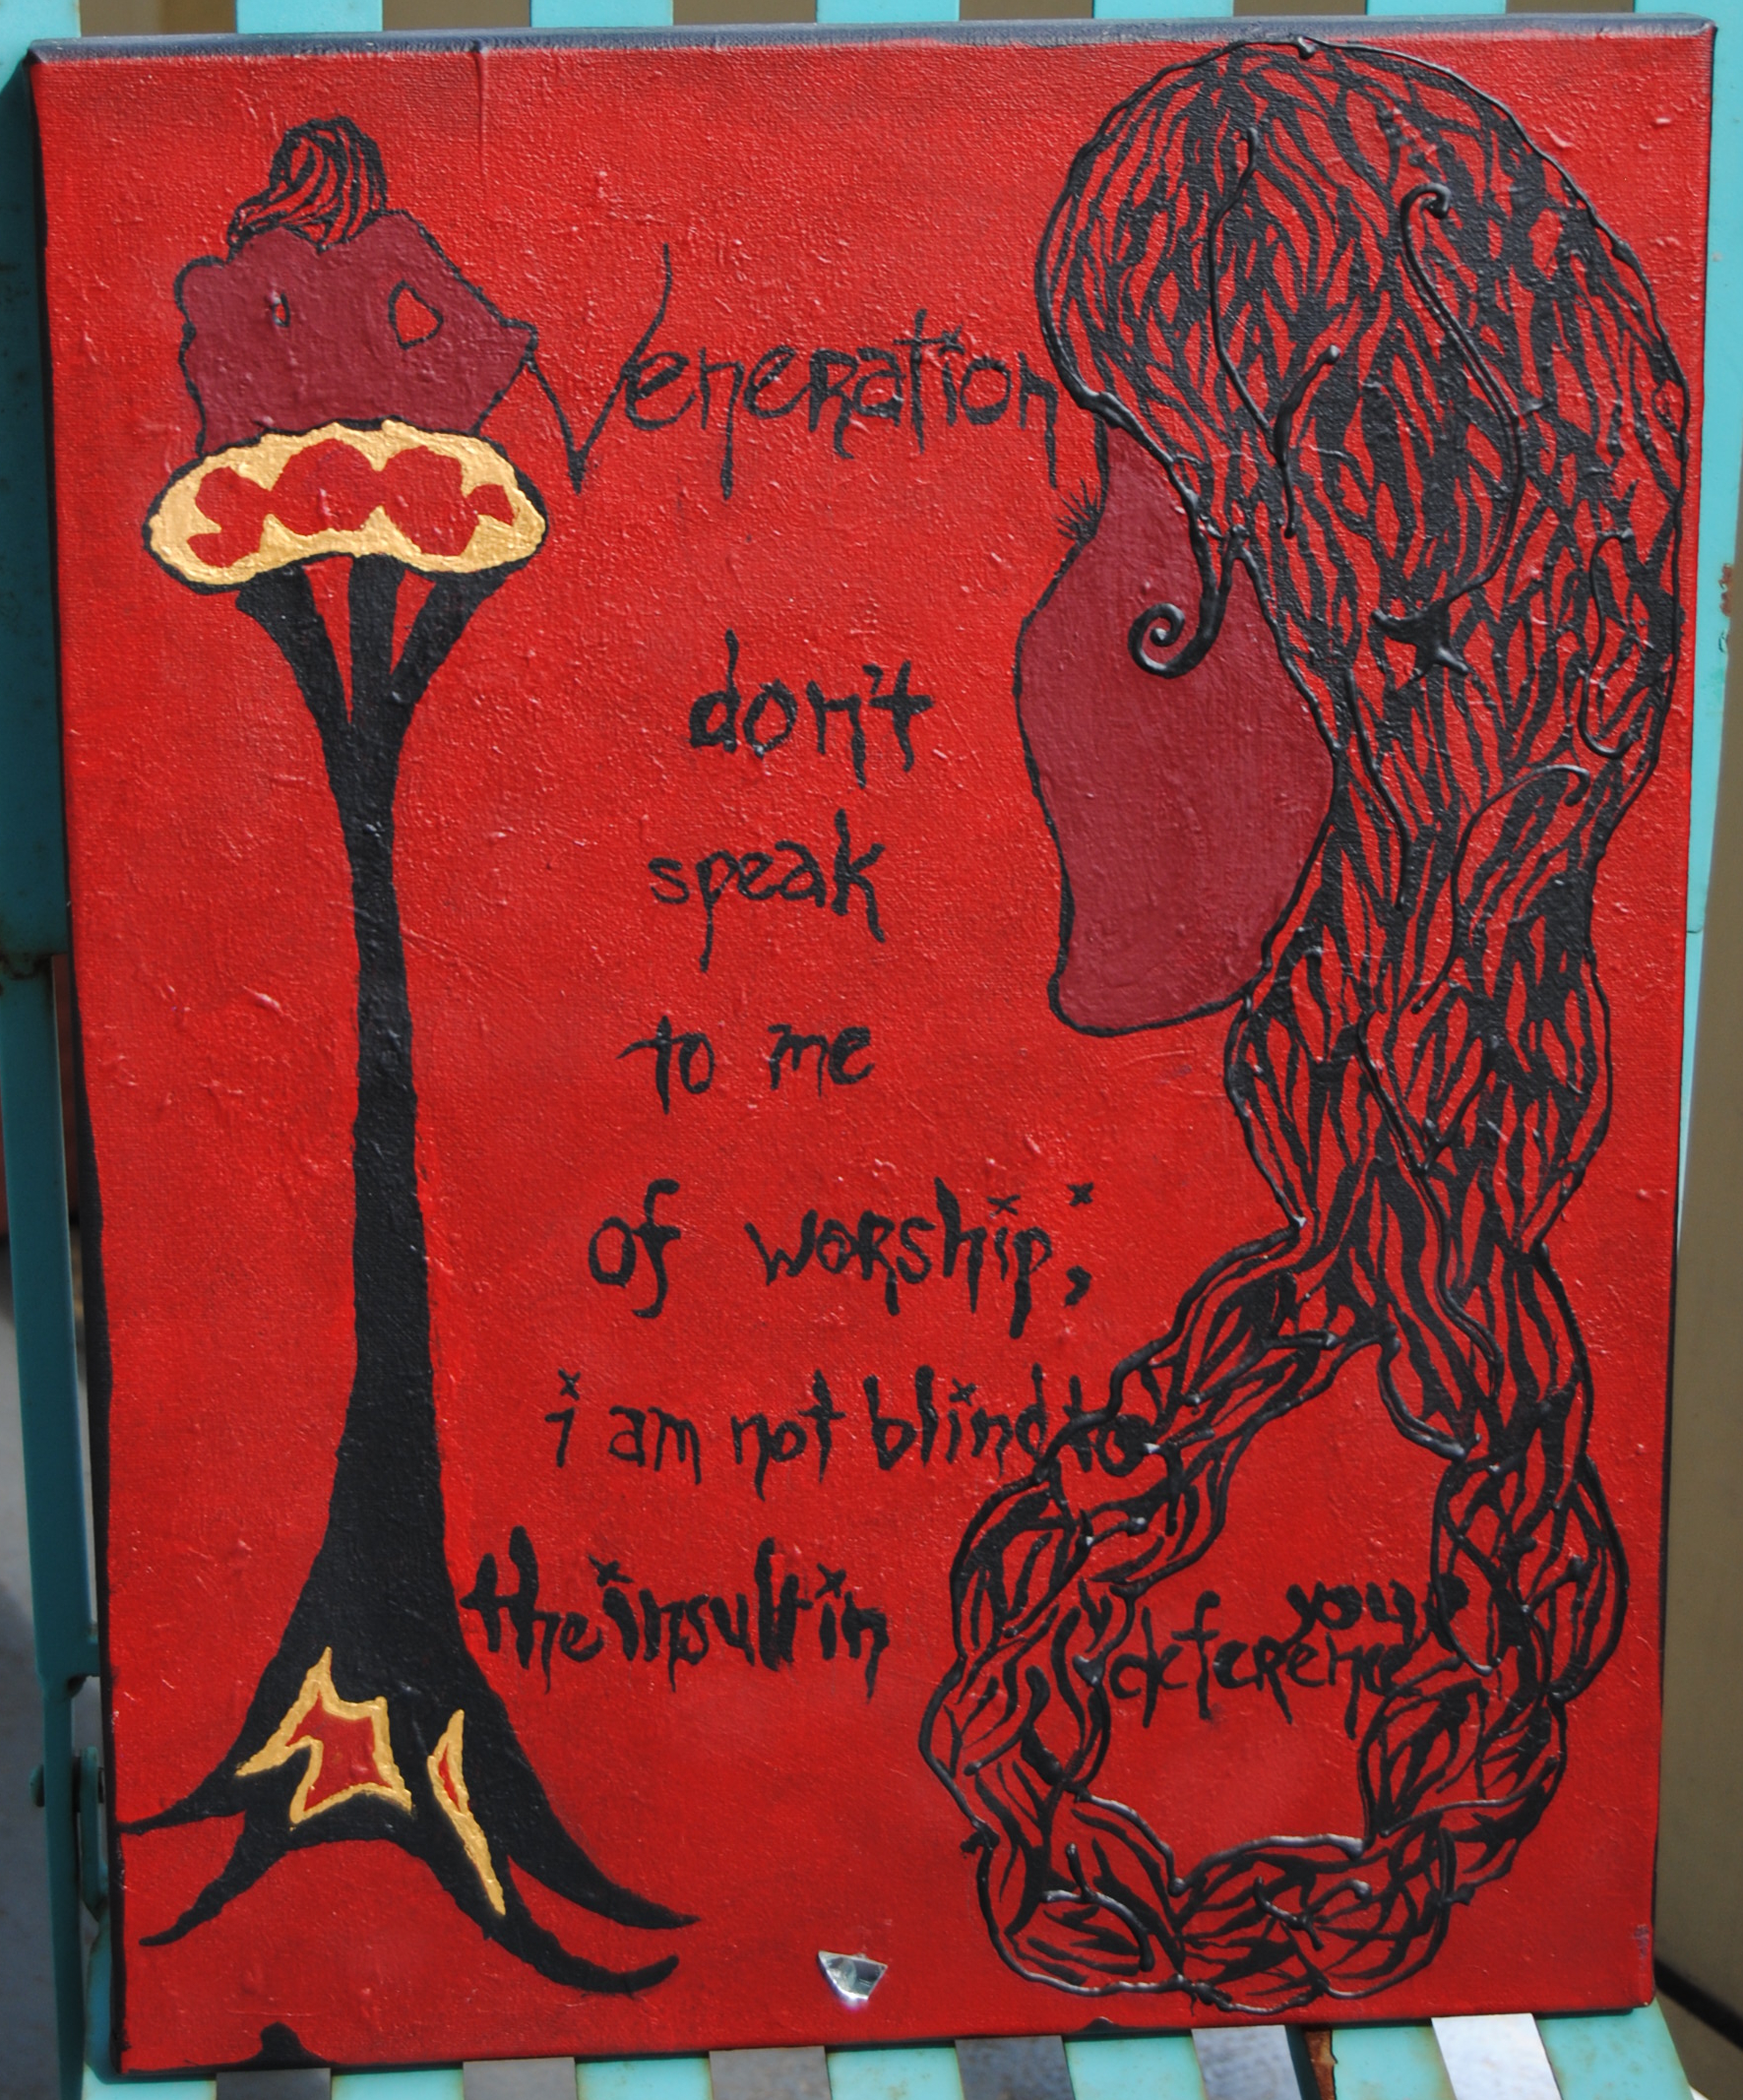 Veneration
don't
speak
to me
of worship;
i am not blind to
the insult in your
deference